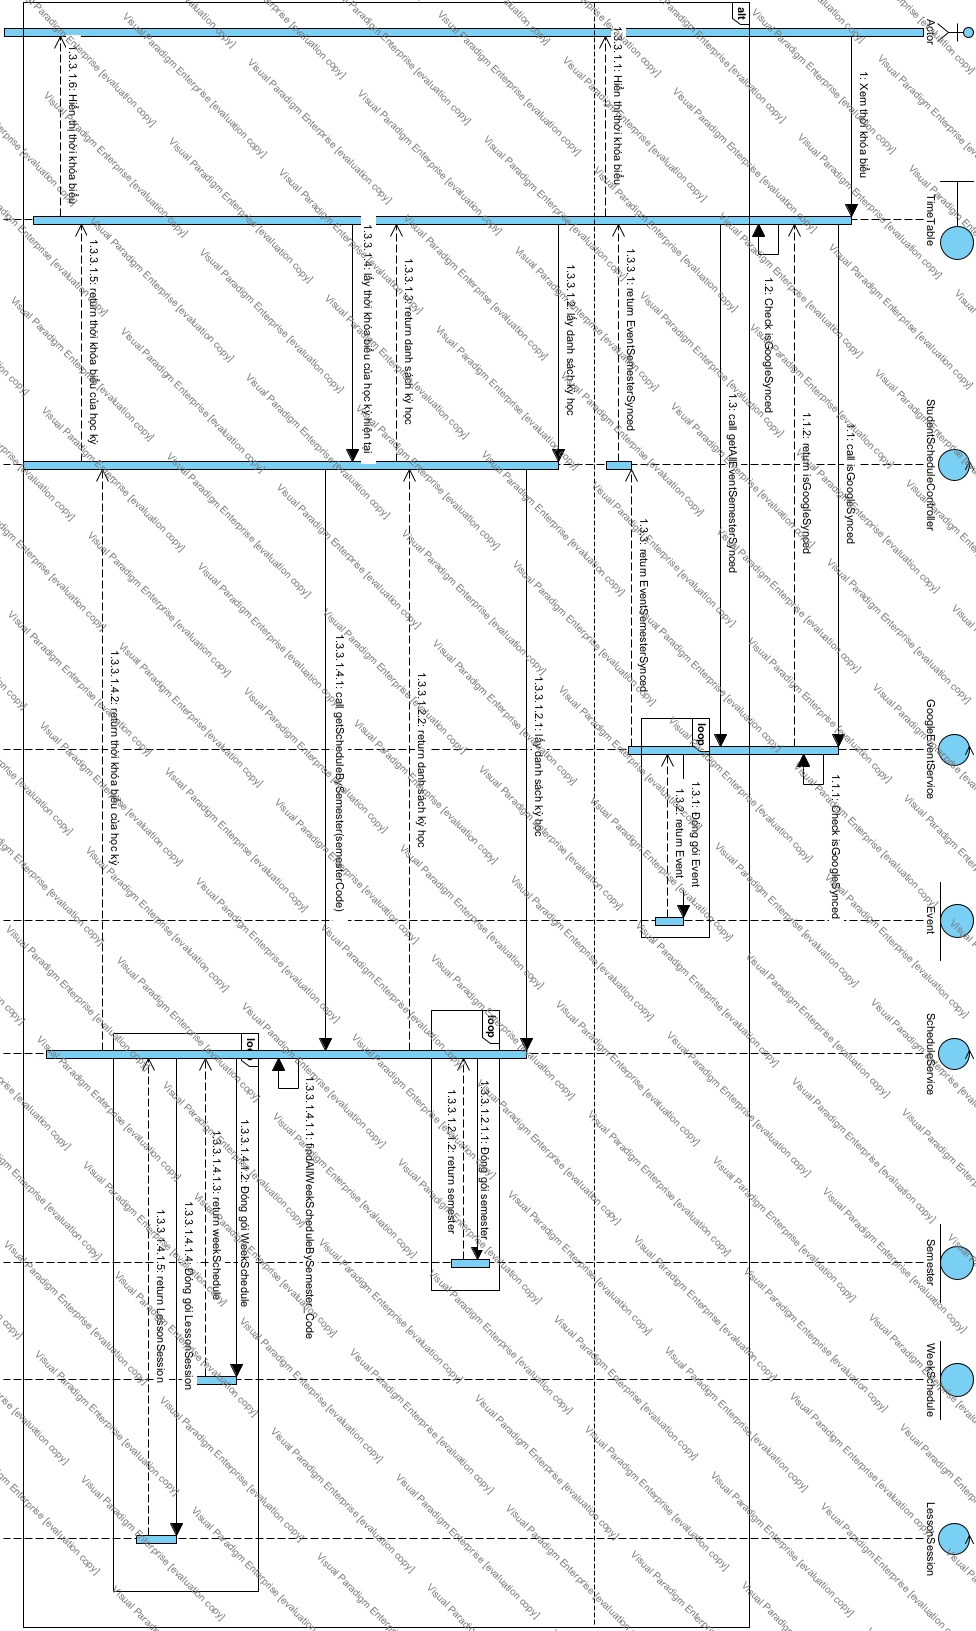 Actor
TimeTable
StudentScheduleController
GoogleEventService
Event
ScheduleService
Semester
WeekSchedule
LessonSession
1: Xem thời khóa biểu
1.1: call isGoogleSynced
1.1.1: Check isGoogleSynced
1.1.2: return isGoogleSynced
1.2: Check isGoogleSynced
alt
1.3: call getAllEventSemesterSynced
loop
1.3.1: Đóng gói Event
1.3.2: return Event
1.3.3: return EventSemesterSynced
1.3.3.1: return EventSemesterSynced
1.3.3.1.1: Hiển thị thời khóa biểu
1.3.3.1.2: lấy danh sách kỳ học
1.3.3.1.2.1: lấy danh sách kỳ học
loop
1.3.3.1.2.1.1: Đóng gói semester
1.3.3.1.2.1.2: return semester
1.3.3.1.2.2: return danh sách kỳ học
1.3.3.1.3: return danh sách kỳ học
1.3.3.1.4: lấy thời khóa biểu của học kỳ hiện tại
1.3.3.1.4.1: call getScheduleBySemester(semesterCode)
1.3.3.1.4.1.1: findAllWeekScheduleBySemester_Code
loop
1.3.3.1.4.1.2: Đóng gói WeekSchedule
1.3.3.1.4.1.3: return weekSchedule
1.3.3.1.4.1.4: Đóng gói LessonSession
1.3.3.1.4.1.5: return LessonSession
1.3.3.1.4.2: return thời khóa biểu của học kỳ
1.3.3.1.5: return thời khóa biểu của học kỳ
1.3.3.1.6: Hiển thị thời khóa biểu
Visual Paradigm Enterprise [evaluation copy]